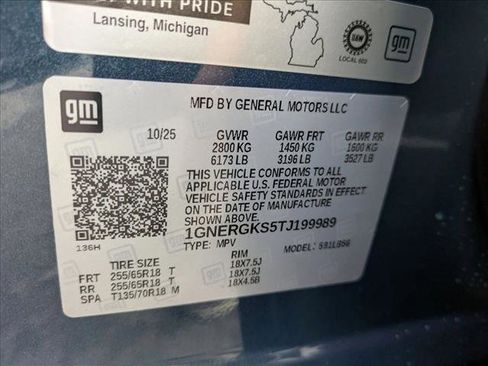 WITH PRIDE
Lansing, Michigan
UAW
LOCAL 602
gm
gm
MFD BY GENERAL MOTORS LLC
10/25 GVWR GAWR FRT GAWR RR
2800 KG 1450 KG 1600 KG
6173 LB 3196 LB 3527 LB
THIS VEHICLE CONFORMS TO ALL
APPLICABLE U.S. FEDERAL MOTOR
VEHICLE SAFETY STANDARDS IN EFFECT
ON THE DATE OF MANUFACTURE
SHOWN ABOVE.
1GNERGKS5TJ199989
136H
TYPE: MPV MODEL:
TIRE SIZE RIM
FRT 255/65R18 T 18X7.5J
RR 255/65R18 T 18X7.5J
SPA T135/70R18 M 18X4.5B